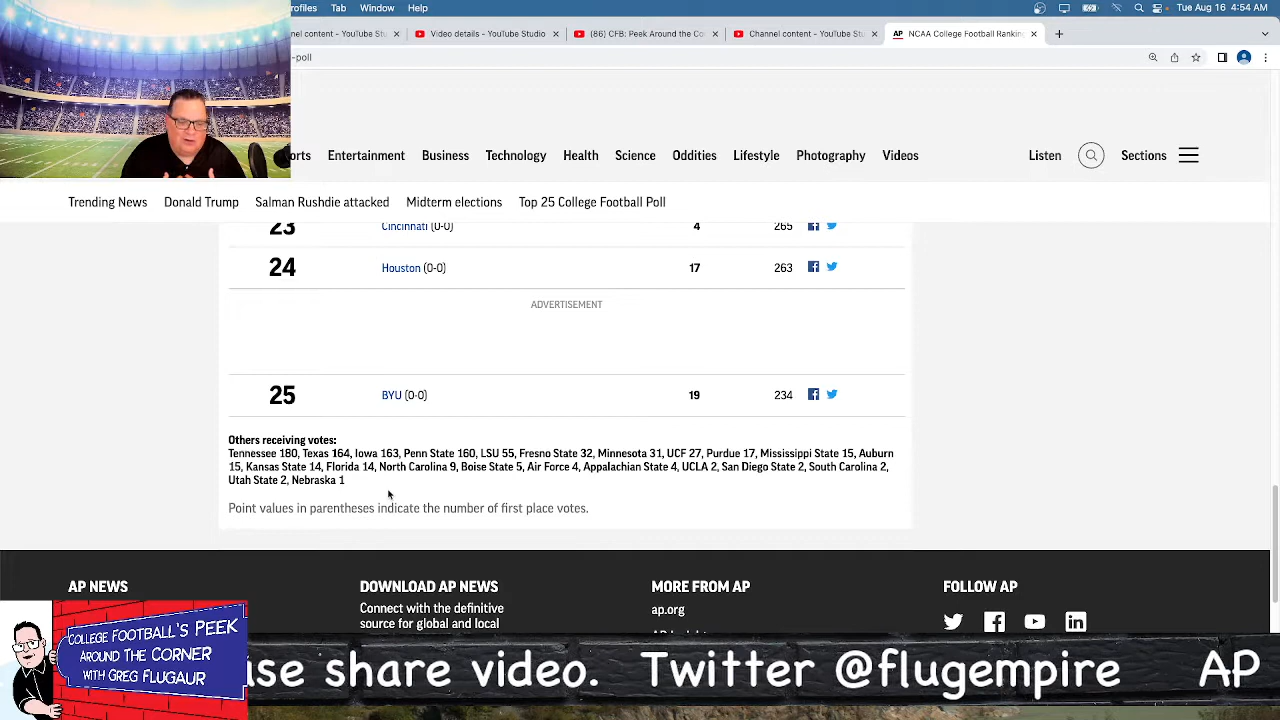 rofiles Tab Window Help Tue Aug 16 4:54 AM
nel content - YouTube Stu Video details - YouTube Studio (86) CFB: Peek Around the Co Channel content - YouTube Stu AP NCAA College Football Rankin
-poll
orts Entertainment Business Technology Health Science Oddities Lifestyle Photography Videos Listen Sections
Trending News Donald Trump Salman Rushdie attacked Midterm elections Top 25 College Football Poll
23 Cincinnati (0-0) 4 265
24 Houston (0-0) 17 263
ADVERTISEMENT
25 BYU (0-0) 19 234
Others receiving votes:
Tennessee 180, Texas 164, Iowa 163, Penn State 160, LSU 55, Fresno State 32, Minnesota 31, UCF 27, Purdue 17, Mississippi State 15, Auburn
15, Kansas State 14, Florida 14, North Carolina 9, Boise State 5, Air Force 4, Appalachian State 4, UCLA 2, San Diego State 2, South Carolina 2,
Utah State 2, Nebraska 1
Point values in parentheses indicate the number of first place votes.
AP NEWS DOWNLOAD AP NEWS MORE FROM AP FOLLOW AP
Connect with the definitive ap.org
source for global and local
COLLEGE FOOTBALL'S PEEK
AROUND THE CORNER
WITH GREG FLUGAUR
use share video. Twitter @flugempire AP